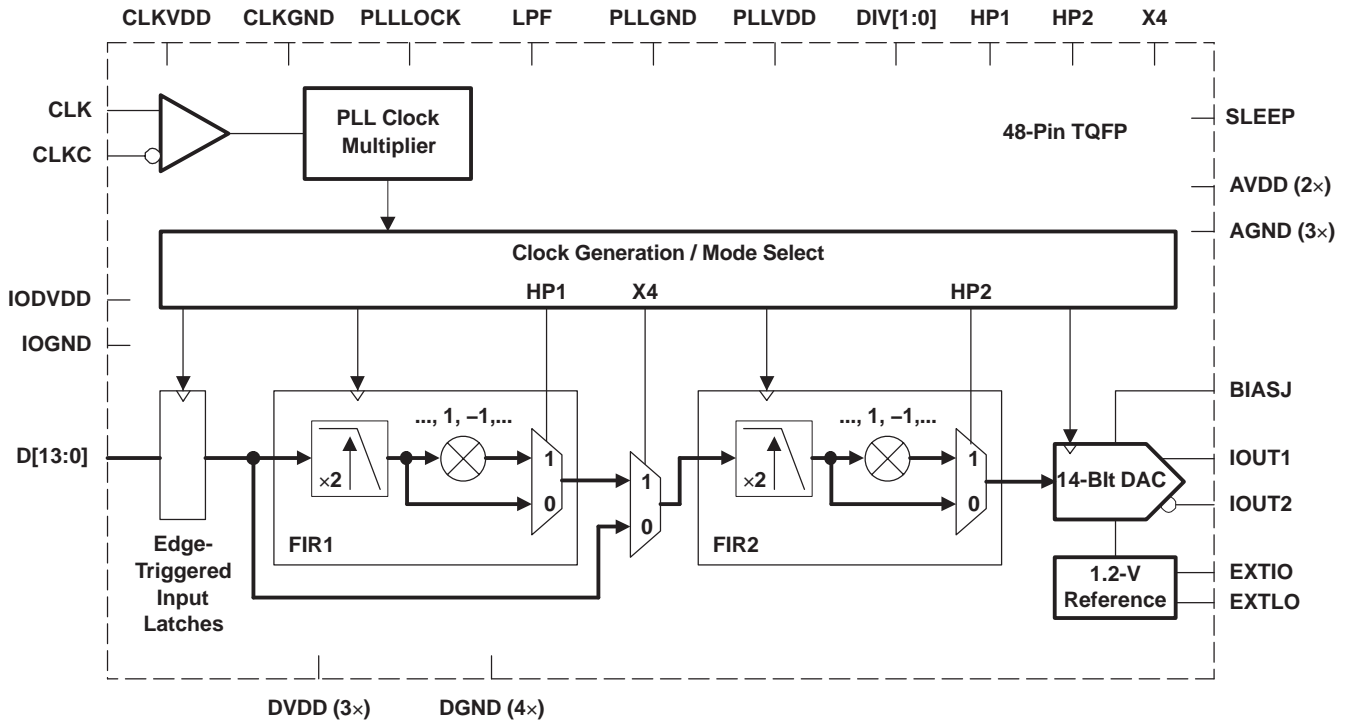 CLKVDD CLKGND PLLLOCK LPF PLLGND PLLVDD DIV[1:0] HP1 HP2 X4
CLK
CLKC
PLL Clock
Multiplier
48-Pin TQFP
SLEEP
AVDD (2×)
AGND (3×)
Clock Generation / Mode Select
HP1 X4 HP2
IODVDD
IOGND
BIASJ
..., 1, –1,...
..., 1, –1,...
D[13:0]
×2
1
0
1
0
×2
1
0
14-BIt DAC
IOUT1
IOUT2
FIR1
FIR2
Edge-
Triggered
Input
Latches
1.2-V
Reference
EXTIO
EXTLO
DVDD (3×) DGND (4×)